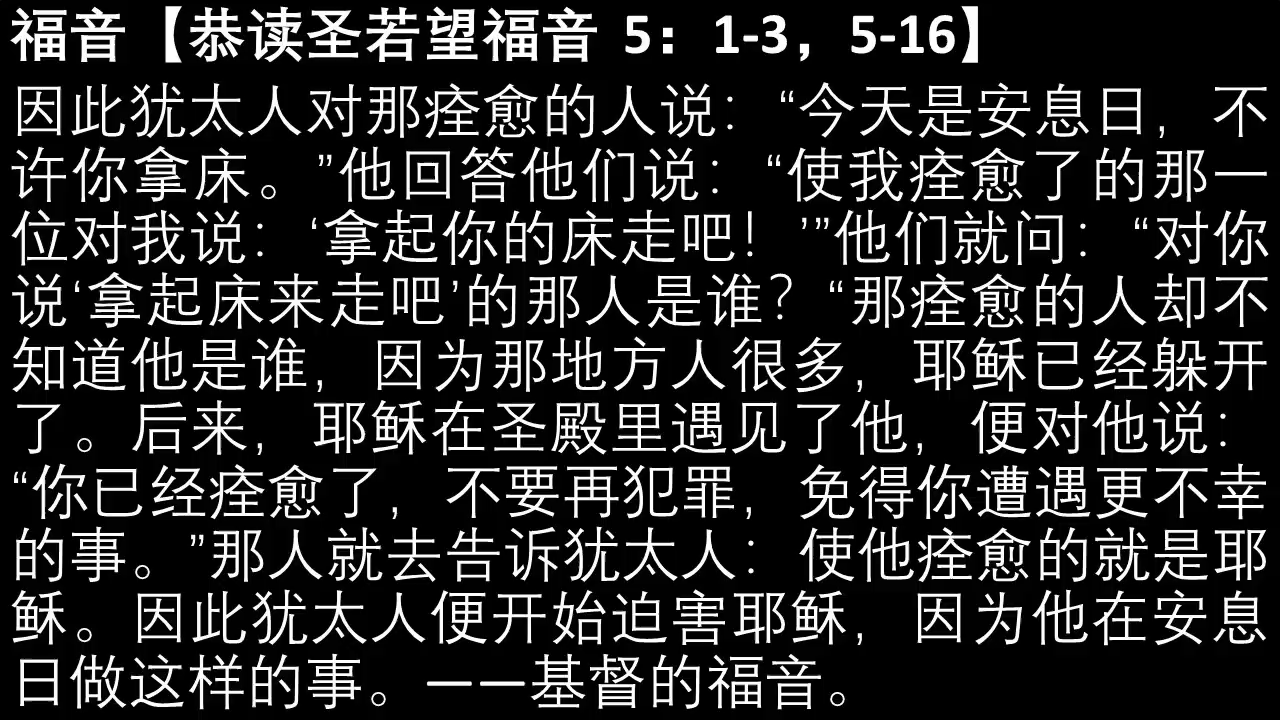 福音【恭读圣若望福音 5：1-3，5-16】
因此犹太人对那痊愈的人说：“今天是安息日，不
许你拿床。”他回答他们说：“使我痊愈了的那一
位对我说：‘拿起你的床走吧！’”他们就问：“对你
说‘拿起床来走吧’的那人是谁？“那痊愈的人却不
知道他是谁，因为那地方人很多，耶稣已经躲开
了。后来，耶稣在圣殿里遇见了他，便对他说：
“你已经痊愈了，不要再犯罪，免得你遭遇更不幸
的事。”那人就去告诉犹太人：使他痊愈的就是耶
稣。因此犹太人便开始迫害耶稣，因为他在安息
日做这样的事。——基督的福音。